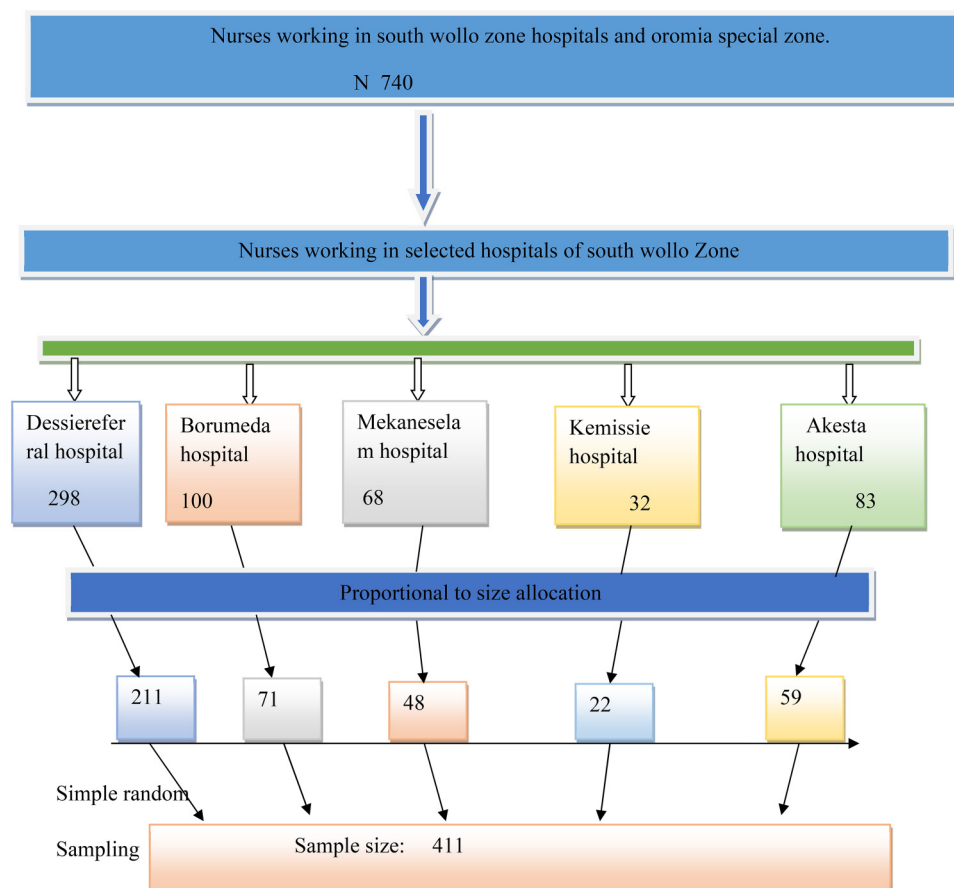 Nurses working in south wollo zone hospitals and oromia special zone.
N 740
Nurses working in selected hospitals of south wollo Zone
Dessierefer
ral hospital
298
Borumeda
hospital
100
Mekanesela
m hospital
68
Kemissie
hospital
32
Akesta
hospital
83
Proportional to size allocation
211
71
48
22
59
Simple random
Sampling
Sample size: 411